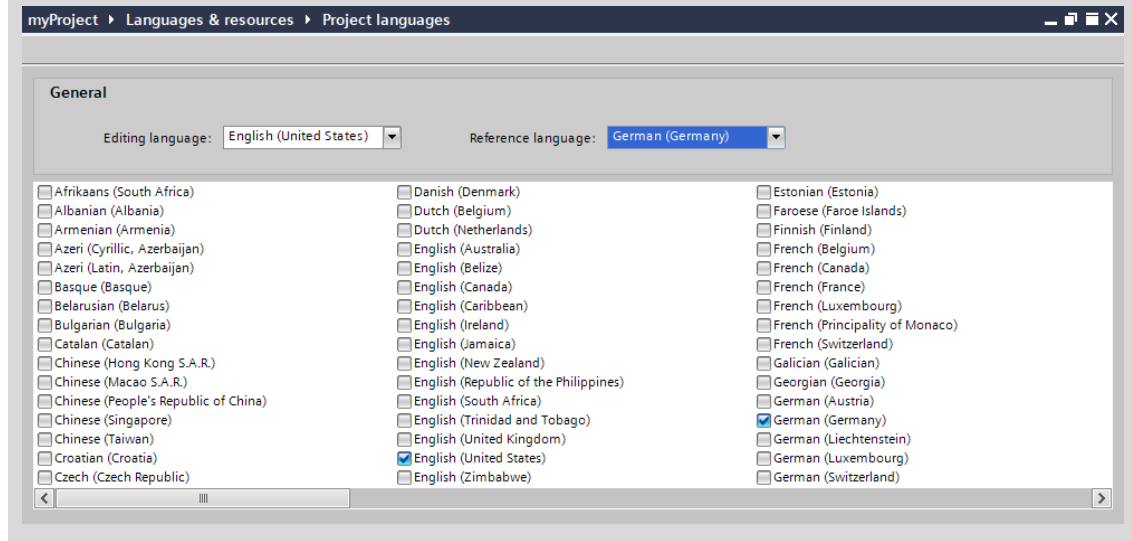 myProject ▸ Languages & resources ▸ Project languages
General
Editing language: English (United States) Reference language: German (Germany)
Afrikaans (South Africa)
Albanian (Albania)
Armenian (Armenia)
Azeri (Cyrillic, Azerbaijan)
Azeri (Latin, Azerbaijan)
Basque (Basque)
Belarusian (Belarus)
Bulgarian (Bulgaria)
Catalan (Catalan)
Chinese (Hong Kong S.A.R.)
Chinese (Macao S.A.R.)
Chinese (People's Republic of China)
Chinese (Singapore)
Chinese (Taiwan)
Croatian (Croatia)
Czech (Czech Republic)
Danish (Denmark)
Dutch (Belgium)
Dutch (Netherlands)
English (Australia)
English (Belize)
English (Canada)
English (Caribbean)
English (Ireland)
English (Jamaica)
English (New Zealand)
English (Republic of the Philippines)
English (South Africa)
English (Trinidad and Tobago)
English (United Kingdom)
English (United States)
English (Zimbabwe)
Estonian (Estonia)
Faroese (Faroe Islands)
Finnish (Finland)
French (Belgium)
French (Canada)
French (France)
French (Luxembourg)
French (Principality of Monaco)
French (Switzerland)
Galician (Galician)
Georgian (Georgia)
German (Austria)
German (Germany)
German (Liechtenstein)
German (Luxembourg)
German (Switzerland)